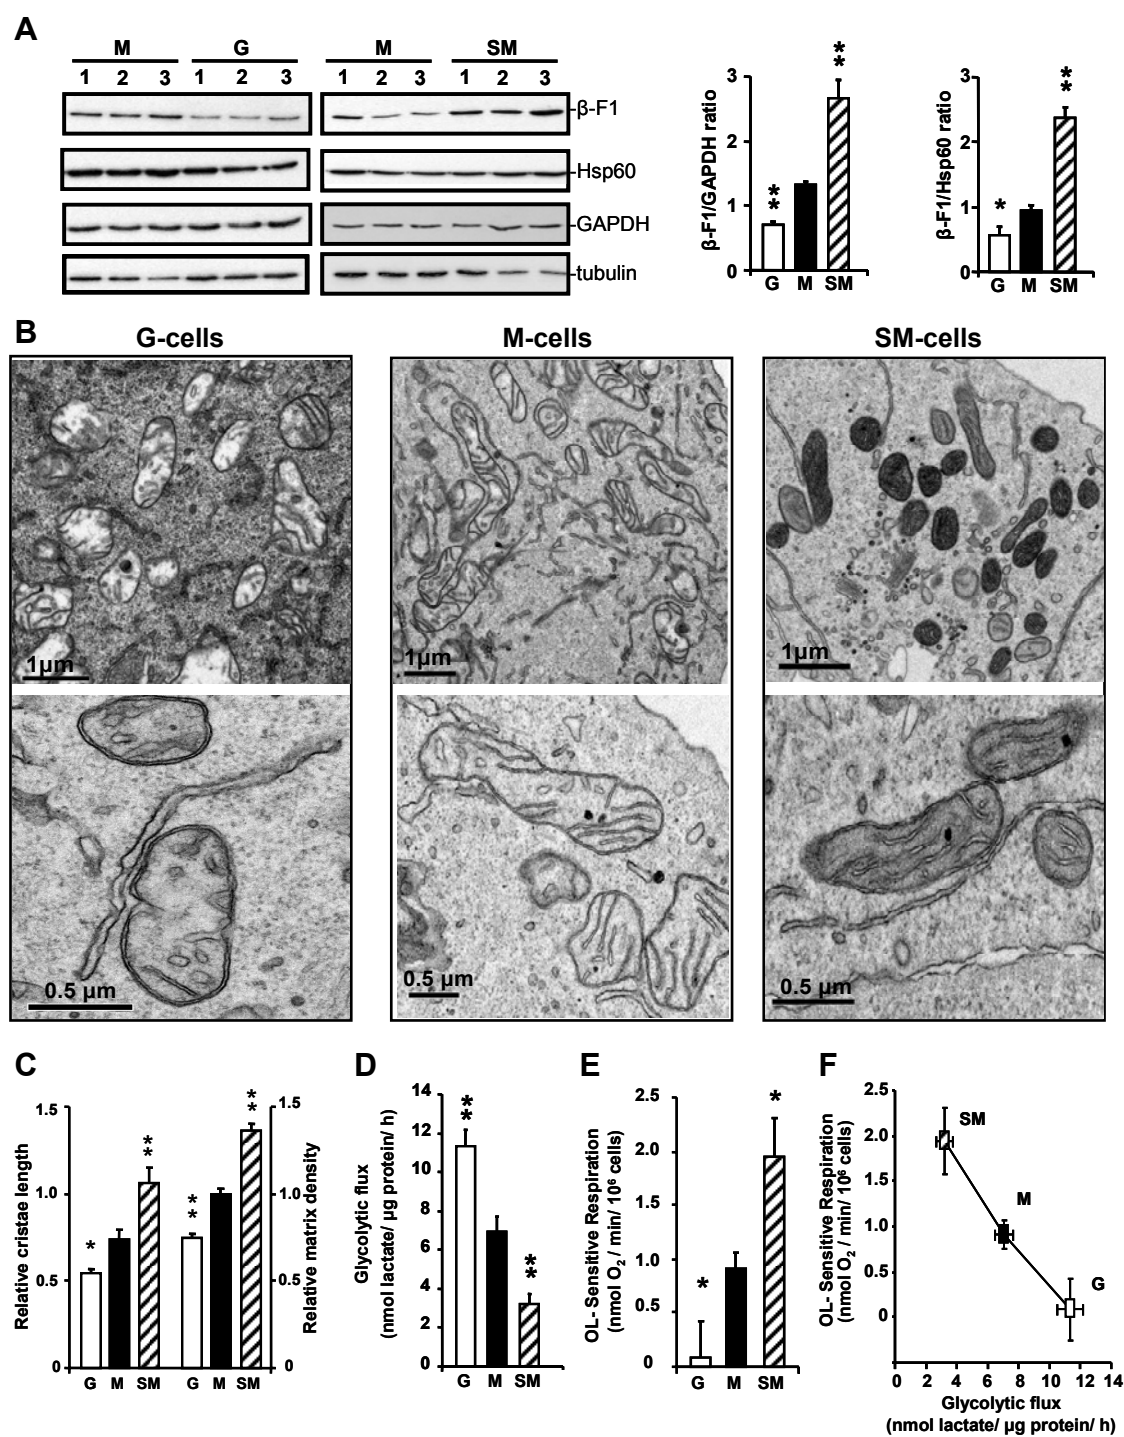 A
M G M SM
1 2 3 1 2 3 1 2 3 1 2 3
β-F1
Hsp60
GAPDH
tubulin
β-F1/GAPDH ratio
3
2
1
0
**
**
G M SM
β-F1/Hsp60 ratio
3
2
1
0
*
**
G M SM
B
G-cells M-cells SM-cells
1μm 1μm 1μm
0.5 μm 0.5 μm 0.5 μm
C
Relative cristae length
1.5
1.0
0.5
0
*
**
**
**
1.5
1.0
0.5
0
Relative matrix density
G M SM G M SM
D
Glycolytic flux
(nmol lactate/ μg protein/ h)
14
12
10
8
6
4
2
0
**
**
G M SM
E
OL- Sensitive Respiration
(nmol O2 / min/ 10⁶ cells)
2.5
2.0
1.5
1.0
0.5
0
*
*
G M SM
F
OL- Sensitive Respiration
(nmol O2 / min/ 10⁶ cells)
2.5
2.0
1.5
1.0
0.5
0
SM
M
G
0 2 4 6 8 10 12 14
Glycolytic flux
(nmol lactate/ μg protein/ h)